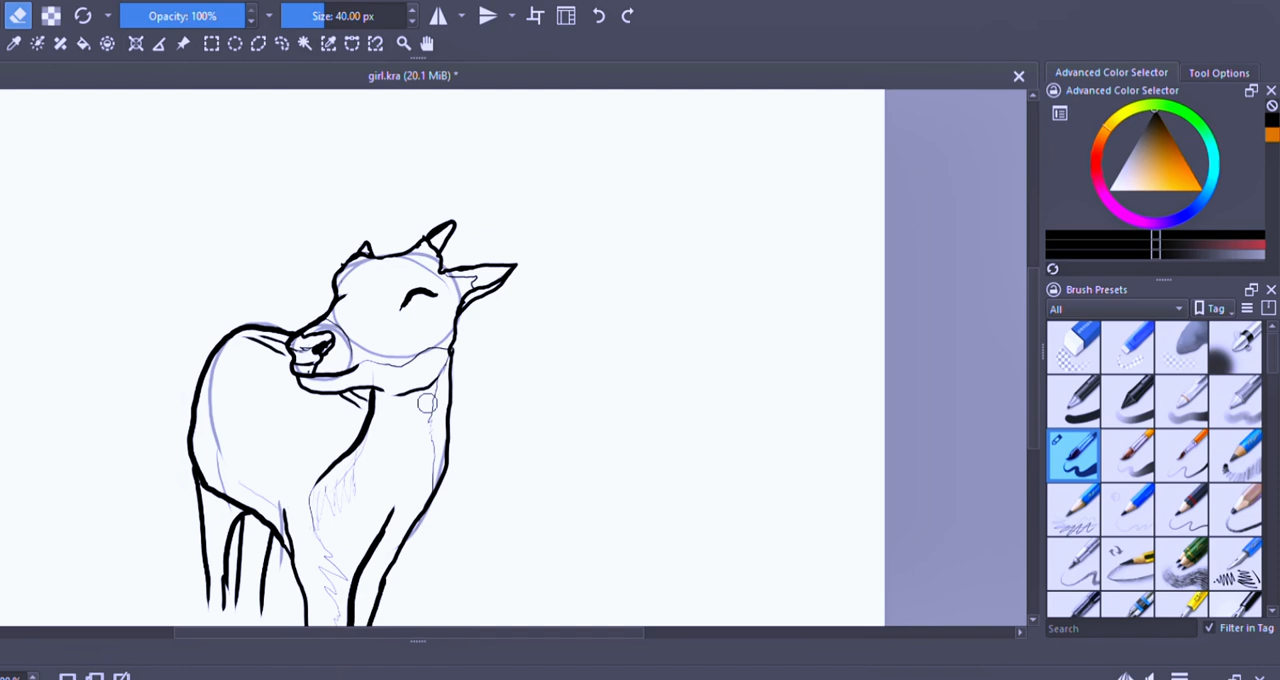 Opacity: 100%
Size: 40.00 px
girl.kra (20.1 MiB) *
Advanced Color Selector
Tool Options
Advanced Color Selector
Brush Presets
All
Tag
Search
Filter in Tag